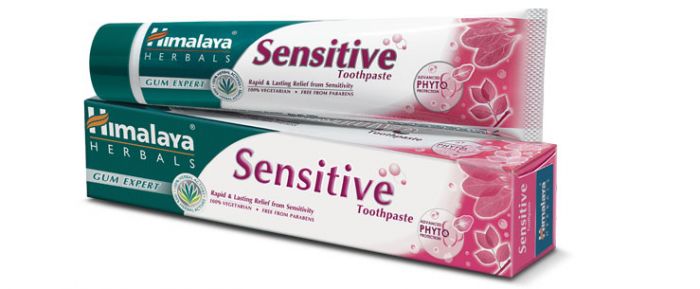 Himalaya
HERBALS
GUM EXPERT
Sensitive
Toothpaste
Rapid & Lasting Relief from Sensitivity
100% VEGETARIAN • FREE FROM PARABENS
ADVANCED
PHYTO
PROTECTION
Himalaya
HERBALS
GUM EXPERT
Sensitive
Toothpaste
Rapid & Lasting Relief from Sensitivity
100% VEGETARIAN • FREE FROM PARABENS
ADVANCED
PHYTO
PROTECTION
Toothpaste
Sensitive
Toothpaste
Himalaya
HERBALS